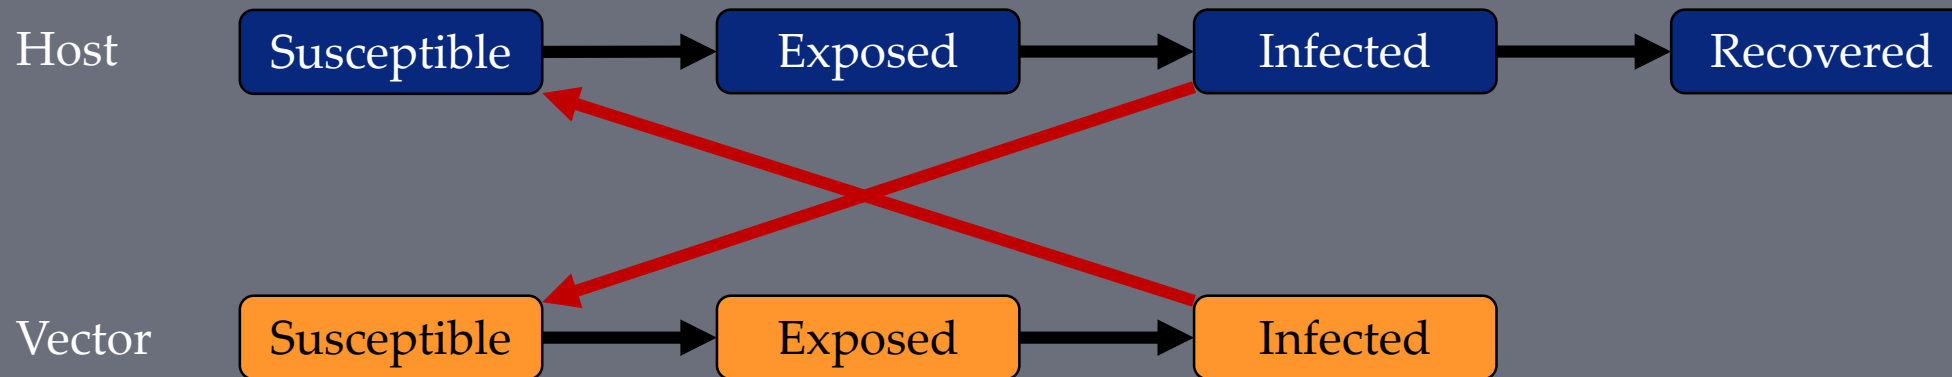 Host Susceptible Exposed Infected Recovered
Vector Susceptible Exposed Infected